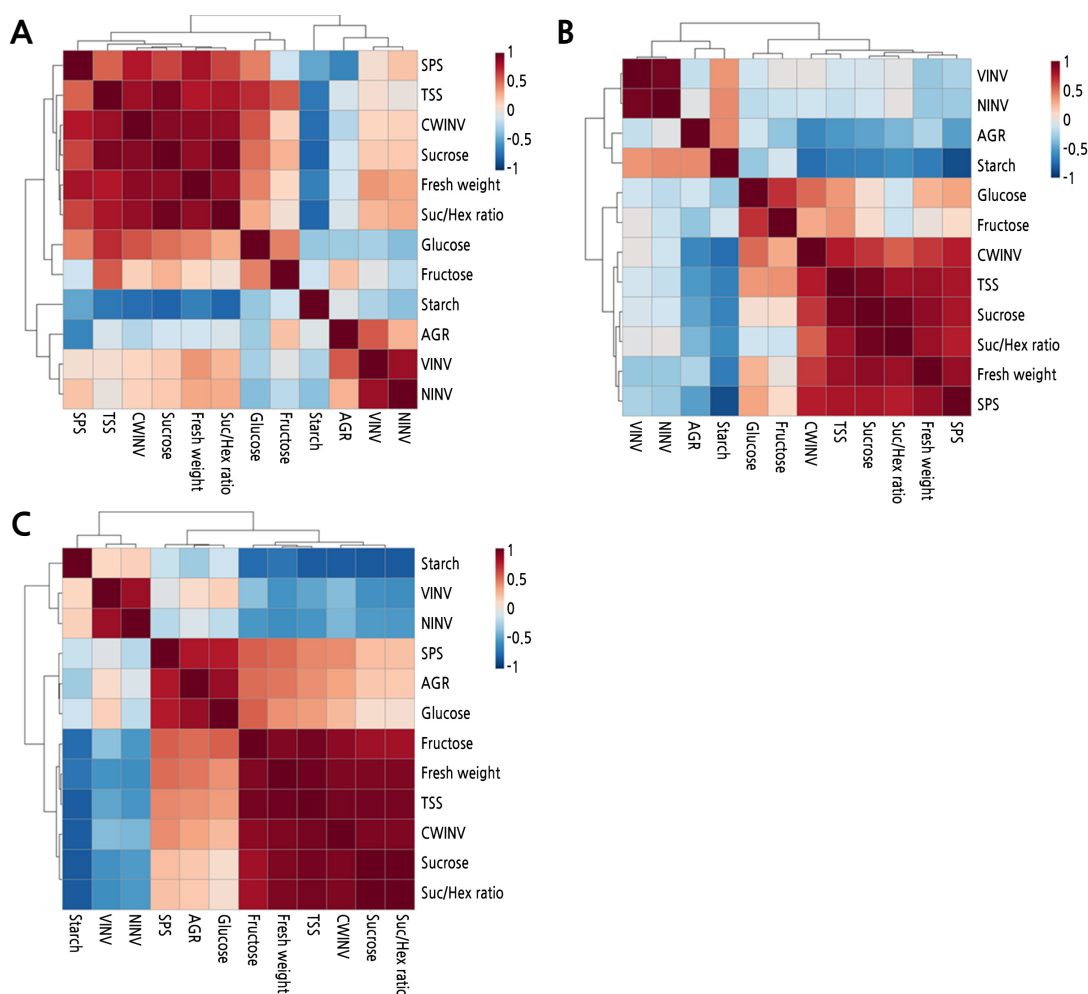 A
SPS
TSS
CWINV
Sucrose
Fresh weight
Suc/Hex ratio
Glucose
Fructose
Starch
AGR
VINV
NINV
1
0.5
0
-0.5
-1
SPS
TSS
CWINV
Sucrose
Fresh weight
Suc/Hex ratio
Glucose
Fructose
Starch
AGR
VINV
NINV
B
VINV
NINV
AGR
Starch
Glucose
Fructose
CWINV
TSS
Sucrose
Suc/Hex ratio
Fresh weight
SPS
1
0.5
0
-0.5
-1
VINV
NINV
AGR
Starch
Glucose
Fructose
CWINV
TSS
Sucrose
Suc/Hex ratio
Fresh weight
SPS
C
Starch
VINV
NINV
SPS
AGR
Glucose
Fructose
Fresh weight
TSS
CWINV
Sucrose
Suc/Hex ratio
1
0.5
0
-0.5
-1
Starch
VINV
NINV
SPS
AGR
Glucose
Fructose
Fresh weight
TSS
CWINV
Sucrose
Suc/Hex ratio